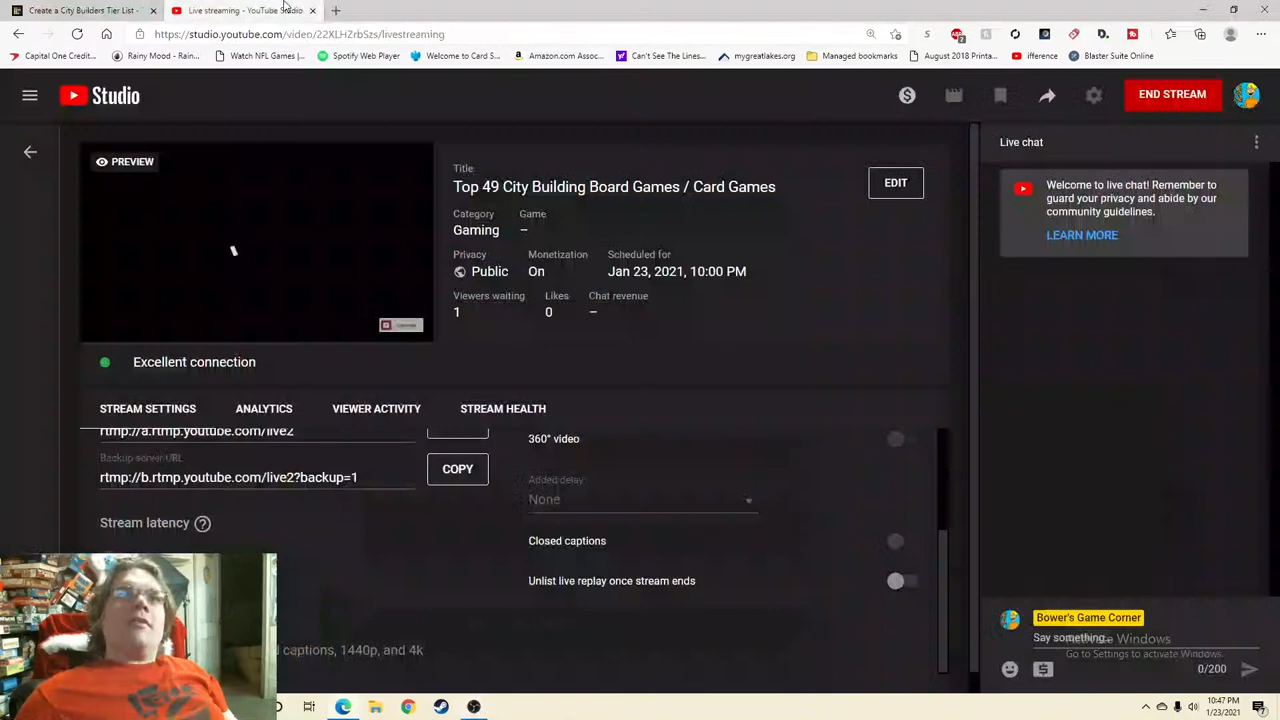 Create a City Builders Tier List -
Live streaming - YouTube Studio
https://studio.youtube.com/video/22XLHZrbSzs/livestreaming
Capital One Credit...
Rainy Mood - Rain...
Watch NFL Games |...
Spotify Web Player
Welcome to Card S...
Amazon.com Assoc...
Can't See The Lines...
mygreatlakes.org
Managed bookmarks
August 2018 Printa...
ifference
Blaster Suite Online
Studio
END STREAM
PREVIEW
Title
Top 49 City Building Board Games / Card Games
EDIT
Category Game
Gaming –
Privacy Monetization Scheduled for
Public On Jan 23, 2021, 10:00 PM
Viewers waiting Likes Chat revenue
1 0 –
Excellent connection
STREAM SETTINGS ANALYTICS VIEWER ACTIVITY STREAM HEALTH
rtmp://a.rtmp.youtube.com/live2
Backup server URL
rtmp://b.rtmp.youtube.com/live2?backup=1
COPY
Stream latency
360° video
Added delay
None
Closed captions
Unlist live replay once stream ends
d captions, 1440p, and 4k
Live chat
Welcome to live chat! Remember to
guard your privacy and abide by our
community guidelines.
LEARN MORE
Bower's Game Corner
Say something...
Activate Windows
Go to Settings to activate Windows.
0/200
10:47 PM
1/23/2021